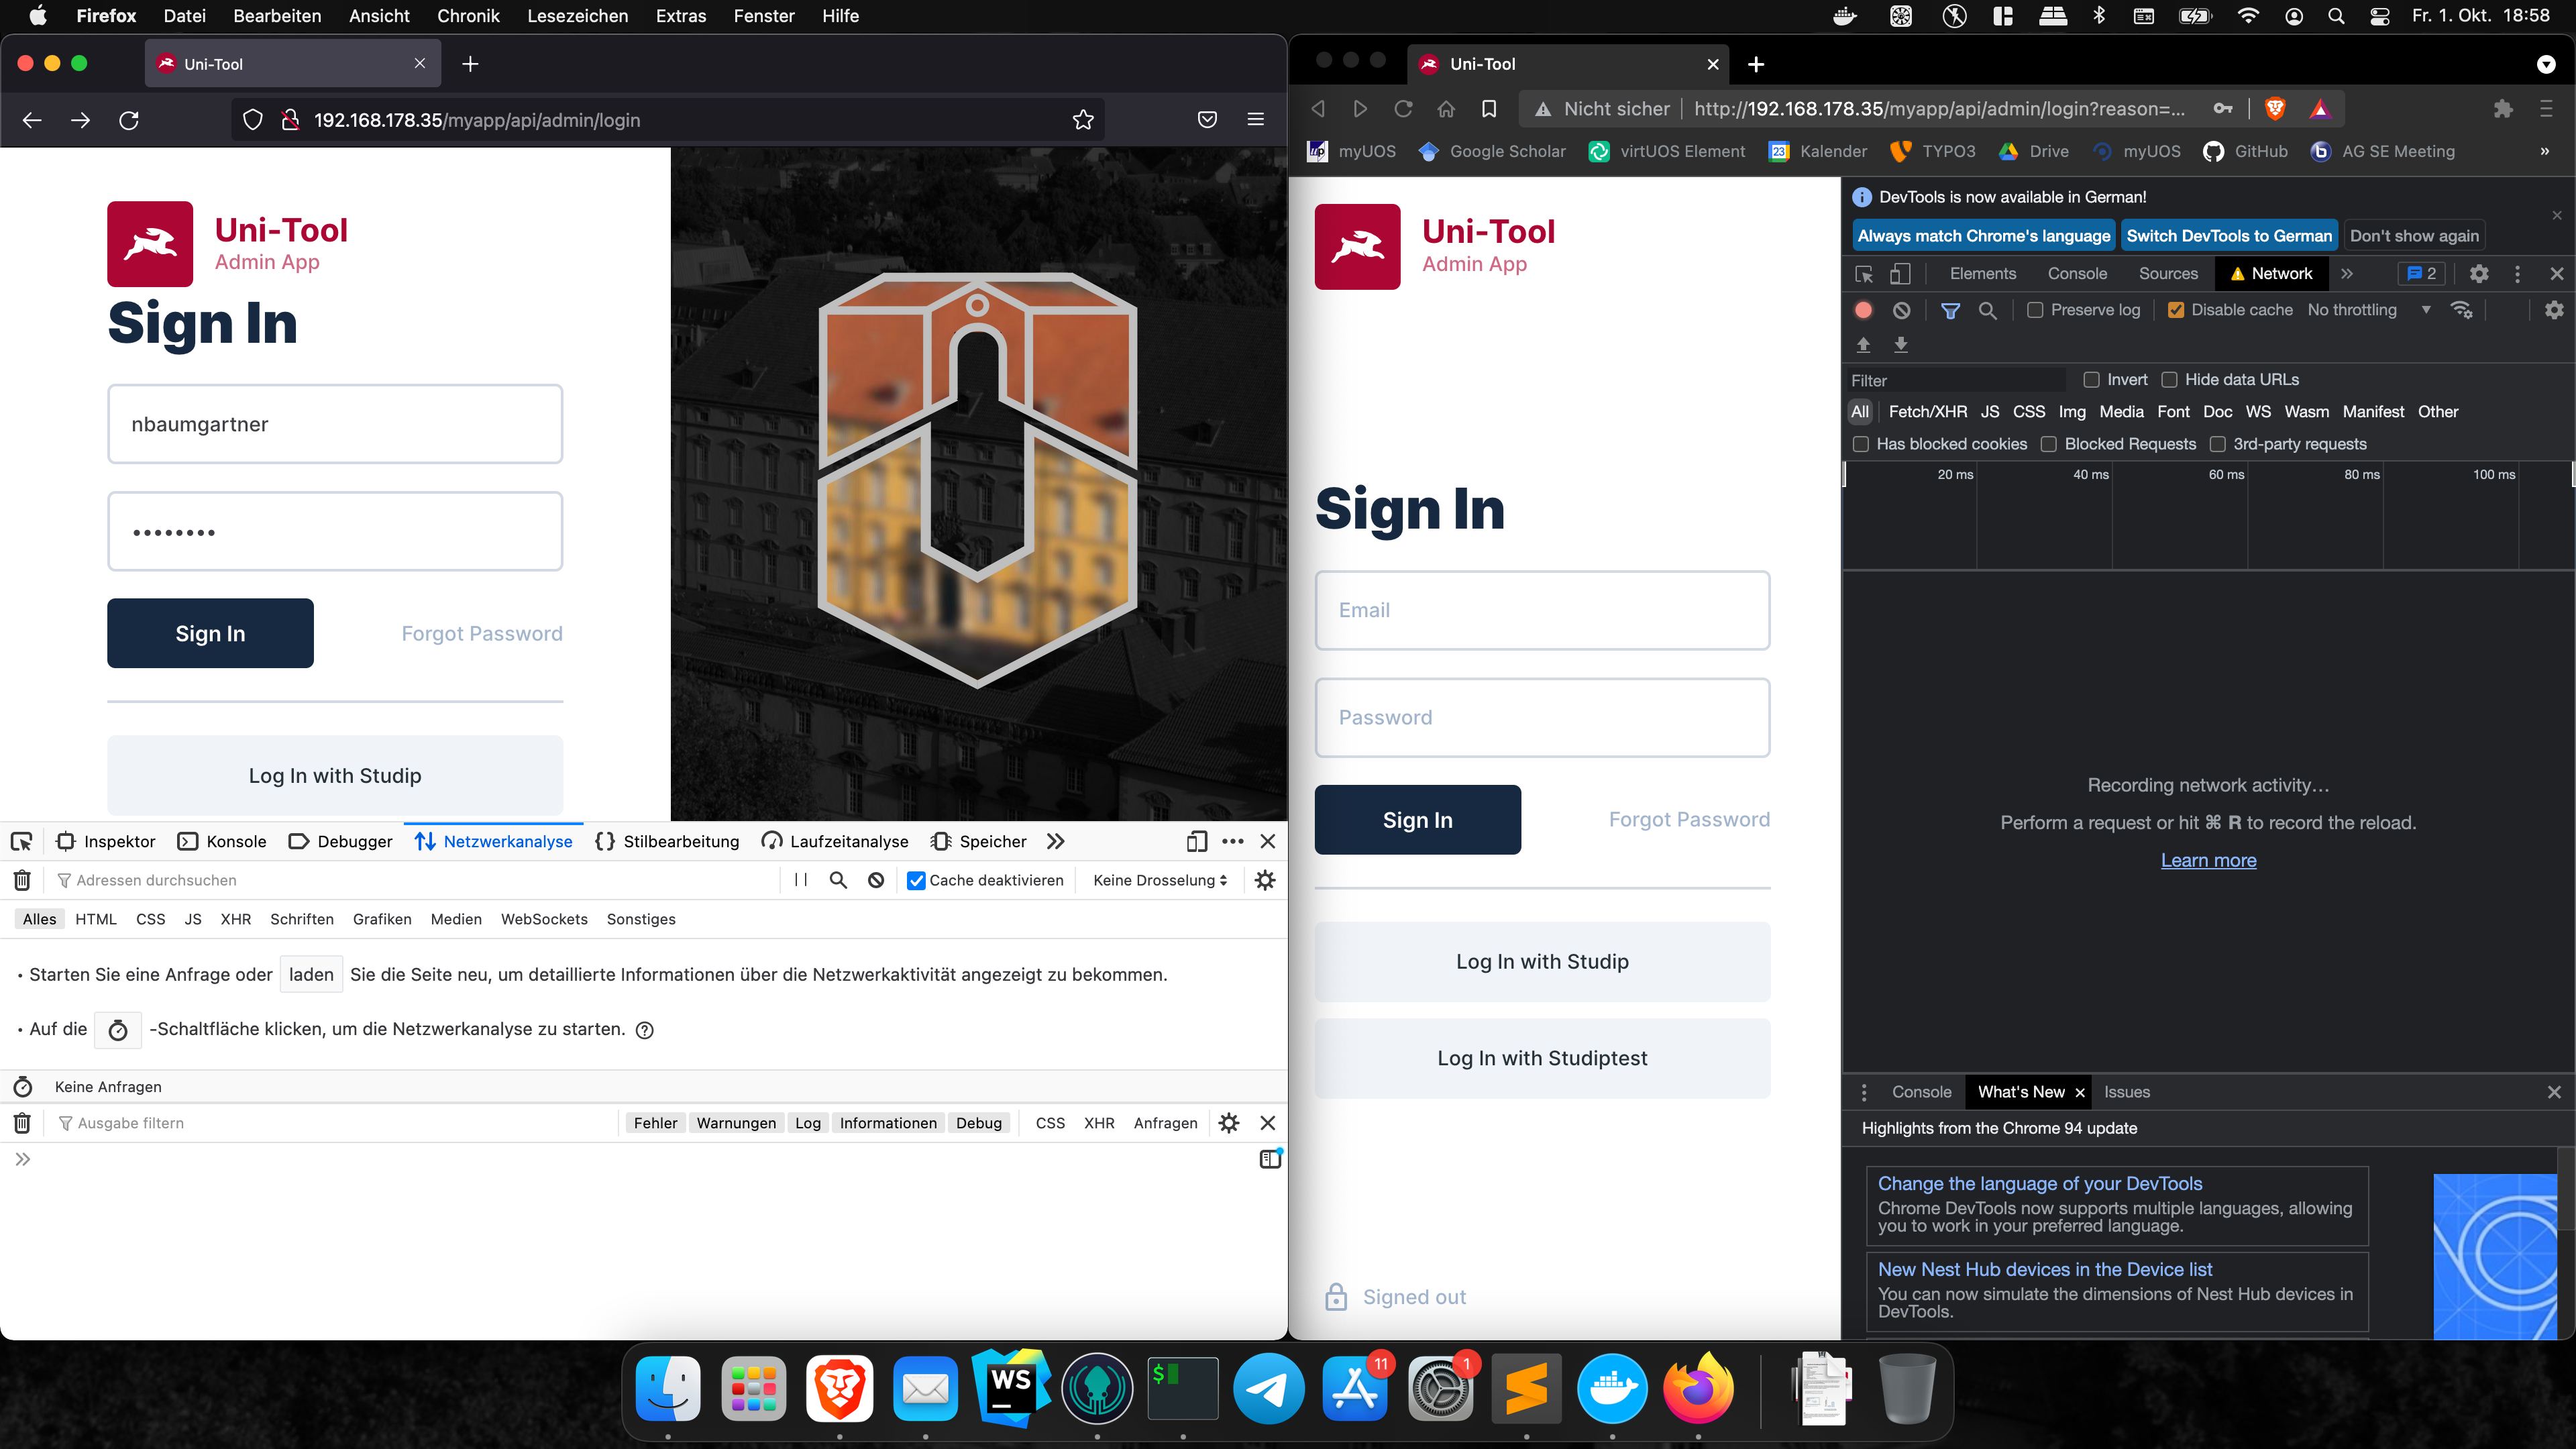 Firefox Datei Bearbeiten Ansicht Chronik Lesezeichen Extras Fenster Hilfe
Fr. 1. Okt. 18:58
Uni-Tool
192.168.178.35/myapp/api/admin/login
Uni-Tool
Admin App
Sign In
nbaumgartner
••••••••
Sign In
Forgot Password
Log In with Studip
Inspektor Konsole Debugger Netzwerkanalyse Stilbearbeitung Laufzeitanalyse Speicher
Adressen durchsuchen
Cache deaktivieren Keine Drosselung
Alles HTML CSS JS XHR Schriften Grafiken Medien WebSockets Sonstiges
• Starten Sie eine Anfrage oder laden Sie die Seite neu, um detaillierte Informationen über die Netzwerkaktivität angezeigt zu bekommen.
• Auf die -Schaltfläche klicken, um die Netzwerkanalyse zu starten.
Keine Anfragen
Ausgabe filtern
Fehler Warnungen Log Informationen Debug CSS XHR Anfragen
Uni-Tool
Nicht sicher http://192.168.178.35/myapp/api/admin/login?reason=...
myUOS Google Scholar virtUOS Element 23 Kalender TYPO3 Drive myUOS GitHub AG SE Meeting »
Uni-Tool
Admin App
Sign In
Email
Password
Sign In
Forgot Password
Log In with Studip
Log In with Studiptest
Signed out
DevTools is now available in German!
Always match Chrome's language Switch DevTools to German Don't show again
Elements Console Sources Network 2
Preserve log Disable cache No throttling
Filter Invert Hide data URLs
All Fetch/XHR JS CSS Img Media Font Doc WS Wasm Manifest Other
Has blocked cookies Blocked Requests 3rd-party requests
20 ms 40 ms 60 ms 80 ms 100 ms
Recording network activity…
Perform a request or hit ⌘ R to record the reload.
Learn more
Console What's New Issues
Highlights from the Chrome 94 update
Change the language of your DevTools
Chrome DevTools now supports multiple languages, allowing
you to work in your preferred language.
New Nest Hub devices in the Device list
You can now simulate the dimensions of Nest Hub devices in
DevTools.
WS $ 11 1